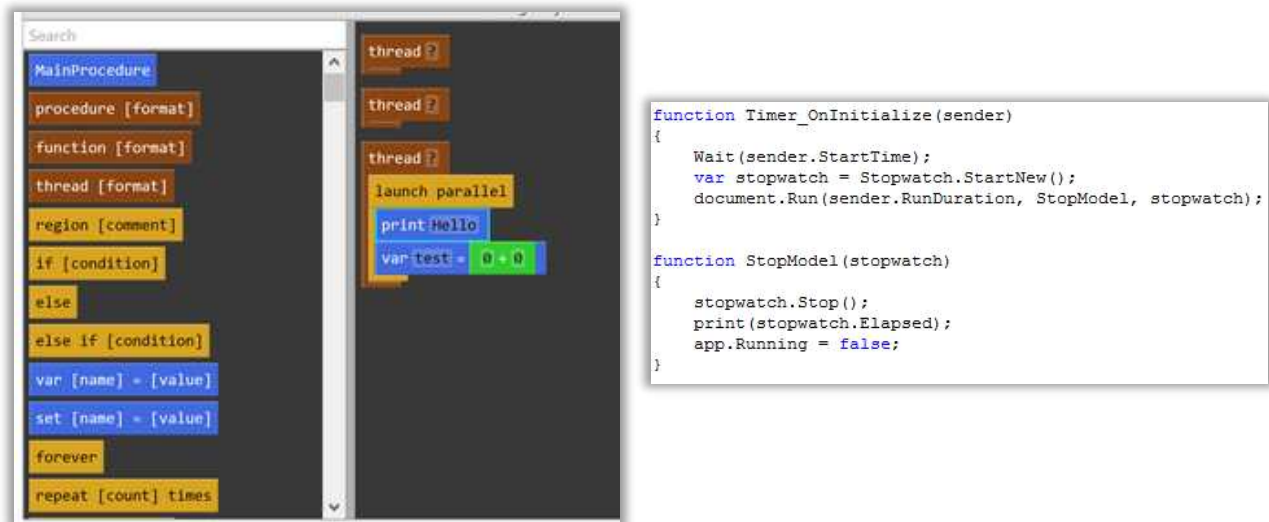 Search
MainProcedure
procedure [format]
function [format]
thread [format]
region [comment]
if [condition]
else
else if [condition]
var [name] = [value]
set [name] = [value]
forever
repeat [count] times
thread ?
thread ?
thread ?
launch parallel
print Hello
var test = 0 + 0
function Timer_OnInitialize(sender)
{
    Wait(sender.StartTime);
    var stopwatch = Stopwatch.StartNew();
    document.Run(sender.RunDuration, StopModel, stopwatch);
}
function StopModel(stopwatch)
{
    stopwatch.Stop();
    print(stopwatch.Elapsed);
    app.Running = false;
}